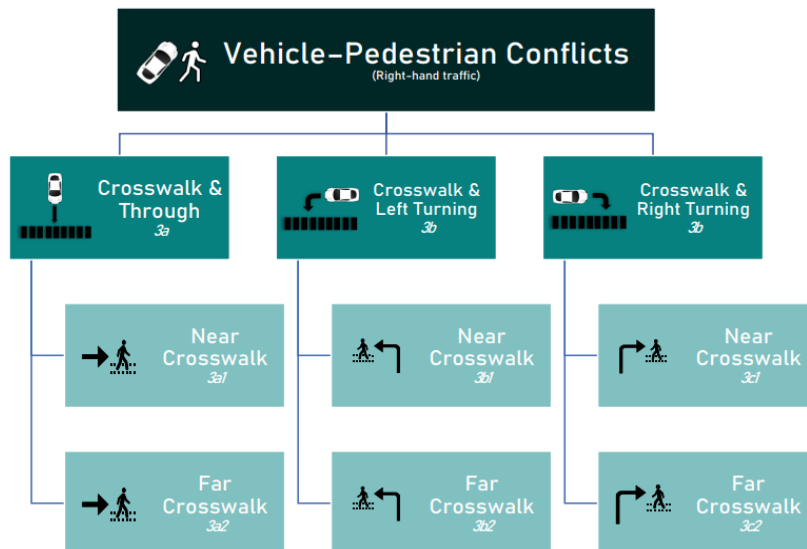 Vehicle–Pedestrian Conflicts
(Right-hand traffic)
Crosswalk &
Through
3a
Crosswalk &
Left Turning
3b
Crosswalk &
Right Turning
3b
Near
Crosswalk
3a1
Near
Crosswalk
3b1
Near
Crosswalk
3c1
Far
Crosswalk
3a2
Far
Crosswalk
3b2
Far
Crosswalk
3c2